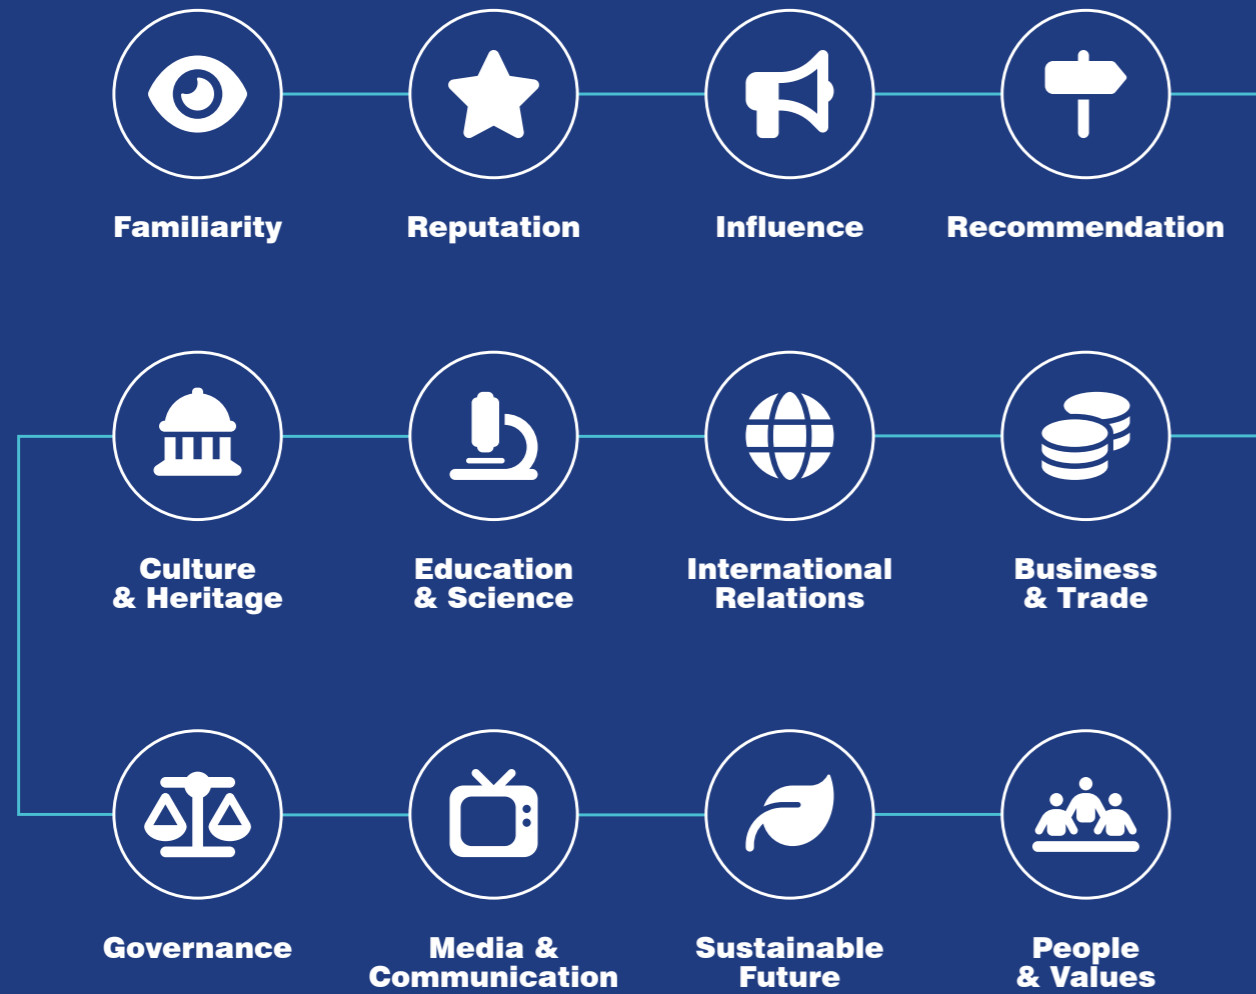 Familiarity
Reputation
Influence
Recommendation
Culture
& Heritage
Education
& Science
International
Relations
Business
& Trade
Governance
Media &
Communication
Sustainable
Future
People
& Values